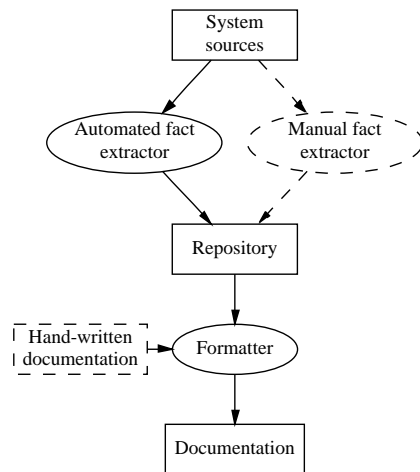 System
sources
Automated fact
extractor
Manual fact
extractor
Repository
Hand-written
documentation
Formatter
Documentation